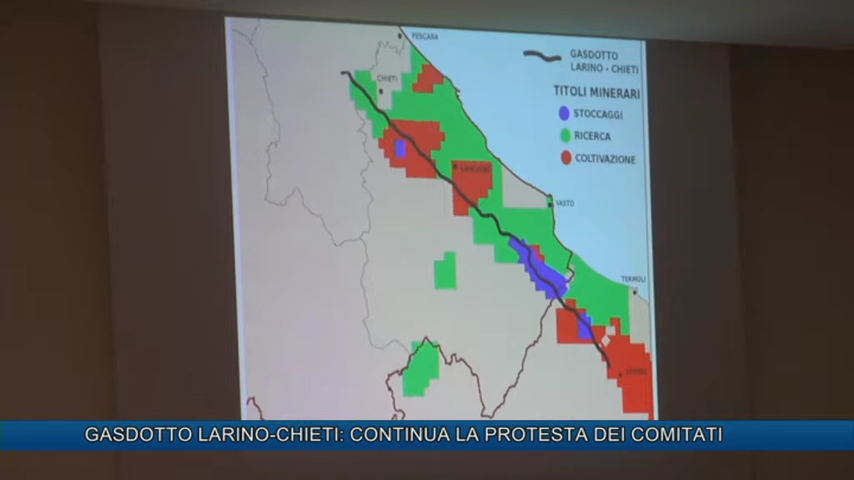 PESCARA
GASDOTTO
LARINO - CHIETI
CHIETI
TITOLI MINERARI
STOCCAGGI
RICERCA
COLTIVAZIONE
VASTO
TERMOLI
GASDOTTO LARINO-CHIETI: CONTINUA LA PROTESTA DEI COMITATI